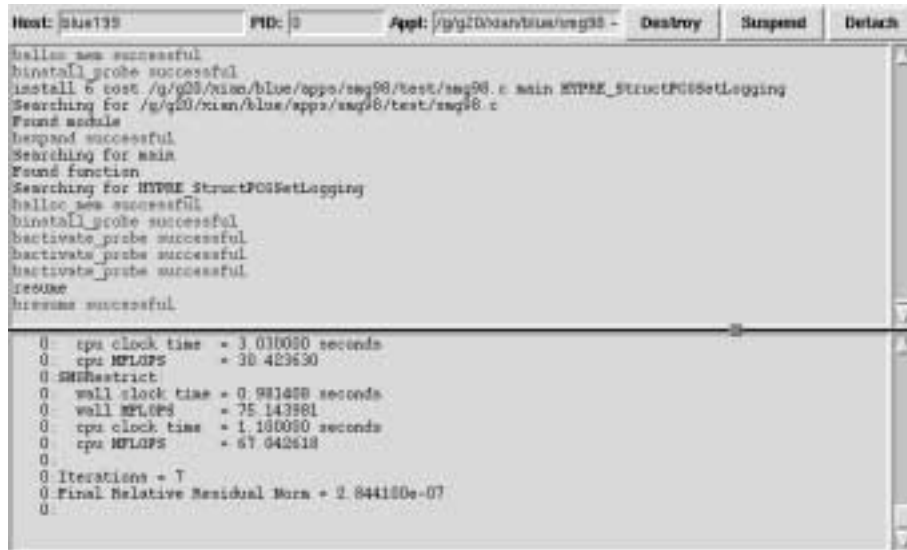 Host: blue139 PID: 0 Appl: /g/g20/xian/blue/smg98 - Destroy Suspend Detach
balloc_mem successful
binstall_probe successful
install 6 cost /g/g20/xian/blue/apps/smg98/test/smg98.c main HYPRE_StructPCGSetLogging
Searching for /g/g20/xian/blue/apps/smg98/test/smg98.c
Found module
bexpand successful
Searching for main
Found function
Searching for HYPRE_StructPCGSetLogging
balloc_mem successful
binstall_probe successful
bactivate_probe successful
bactivate_probe successful
bactivate_probe successful
resume
bresume successful
0: cpu clock time = 3.030000 seconds
0: cpu MFLOPS = 30.423630
0:SMGRestrict:
0: wall clock time = 0.981408 seconds
0: wall MFLOPS = 75.143981
0: cpu clock time = 1.100000 seconds
0: cpu MFLOPS = 67.042618
0:
0:Iterations = 7
0:Final Relative Residual Norm = 2.844100e-07
0: